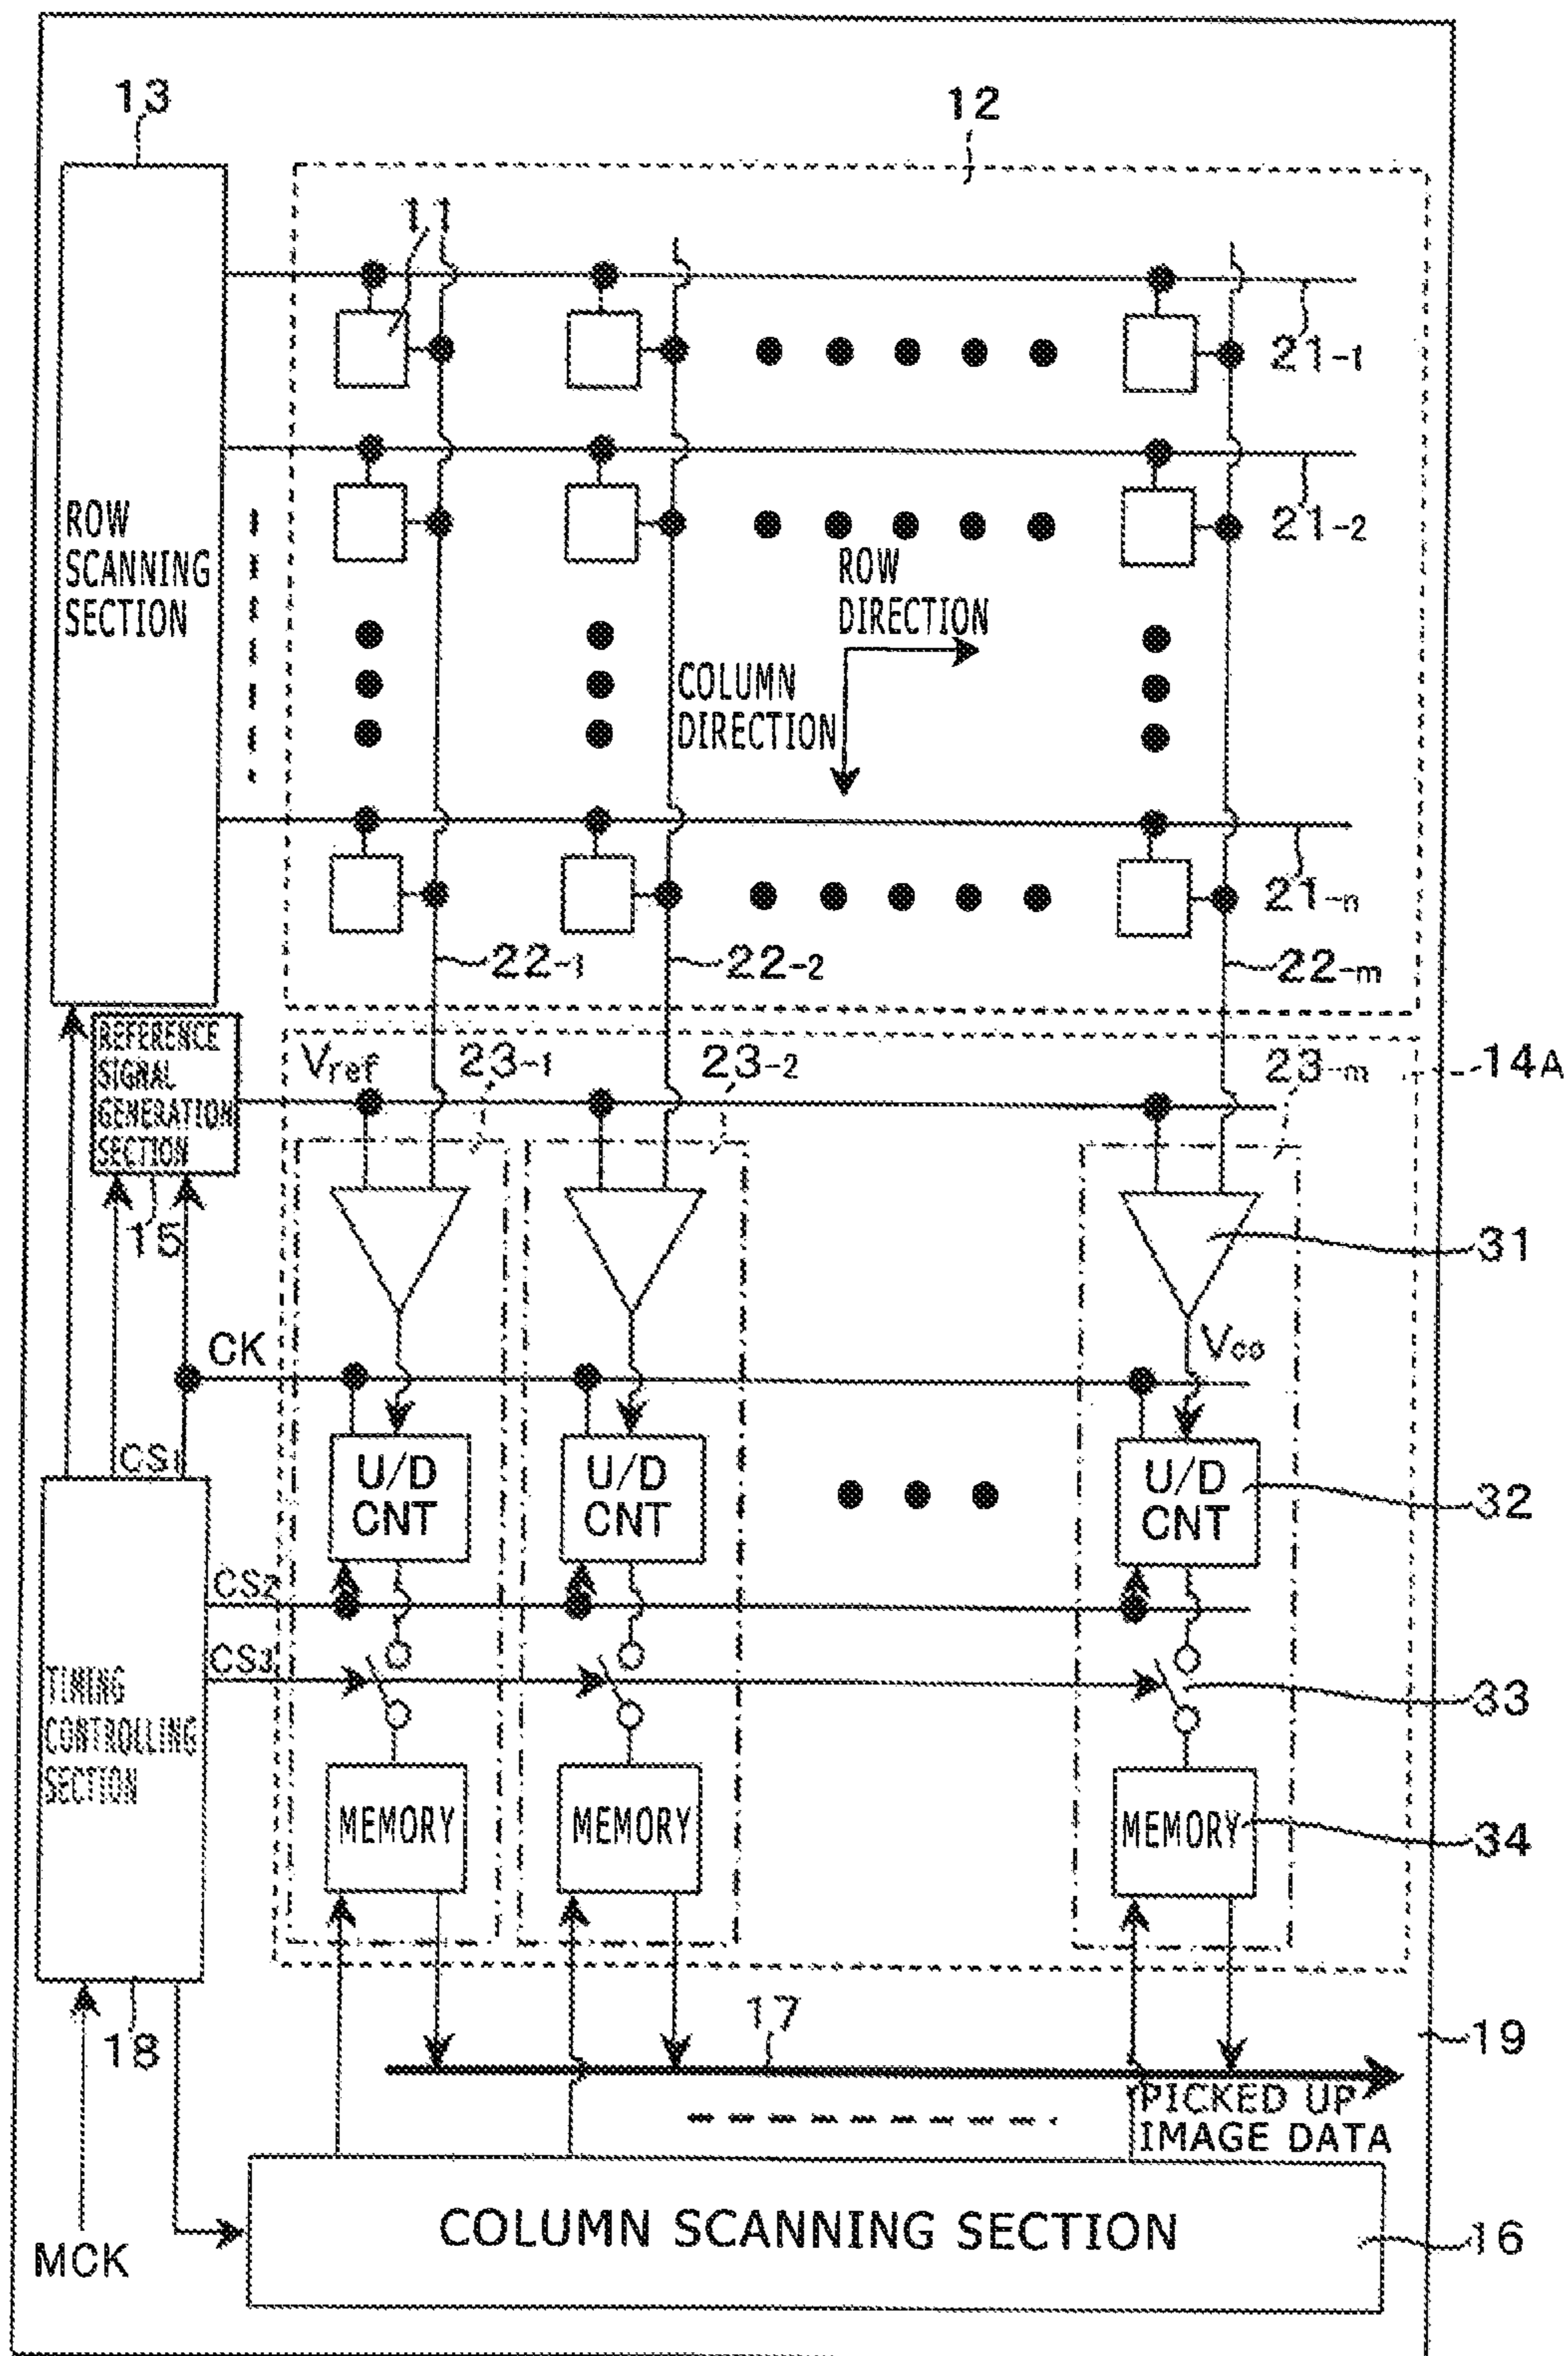 13
12
11
21-1
ROW
SCANNING
SECTION
21-2
ROW
DIRECTION
COLUMN
DIRECTION
21-n
22-1
22-2
22-m
REFERENCE
SIGNAL
GENERATION
SECTION
Vref
23-1
23-2
23-m
14A
15
31
CK
Vco
CS1
U/D
CNT
U/D
CNT
U/D
CNT
32
CS2
CS3
TIMING
CONTROLLING
SECTION
33
MEMORY
MEMORY
MEMORY
34
17
18
19
PICKED UP
IMAGE DATA
COLUMN SCANNING SECTION
16
MCK